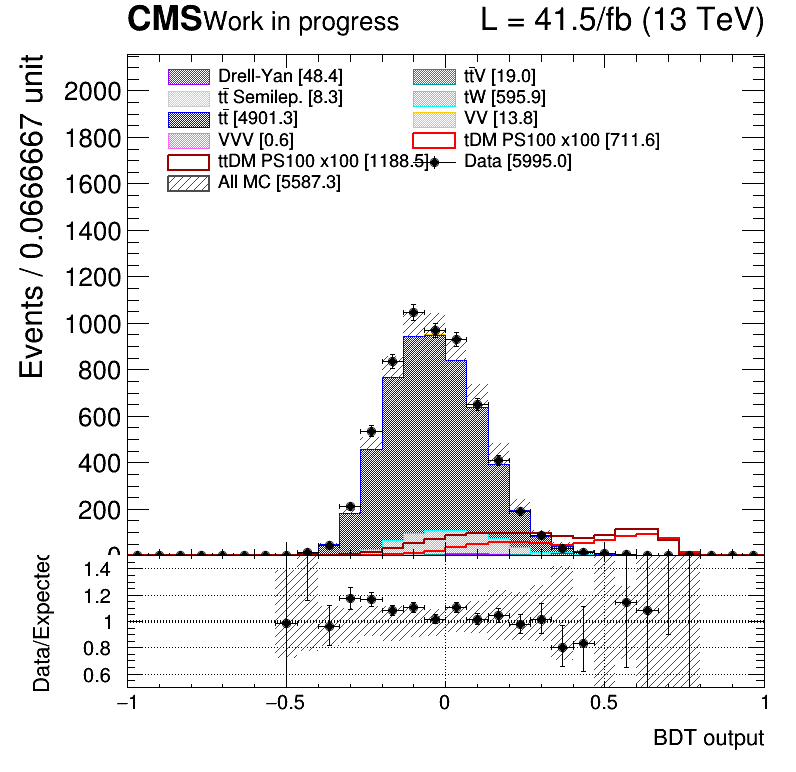 CMS Work in progress L = 41.5/fb (13 TeV)
Events / 0.0666667 unit
2000
1800
1600
1400
1200
1000
800
600
400
200
0
Drell-Yan [48.4]
tt̄V [19.0]
tt̄ Semilep. [8.3]
tW [595.9]
tt̄ [4901.3]
VV [13.8]
VVV [0.6]
tDM PS100 x100 [711.6]
ttDM PS100 x100 [1188.5]
Data [5995.0]
All MC [5587.3]
Data/Expected
1.4
1.2
1
0.8
0.6
−1 −0.5 0 0.5 1
BDT output